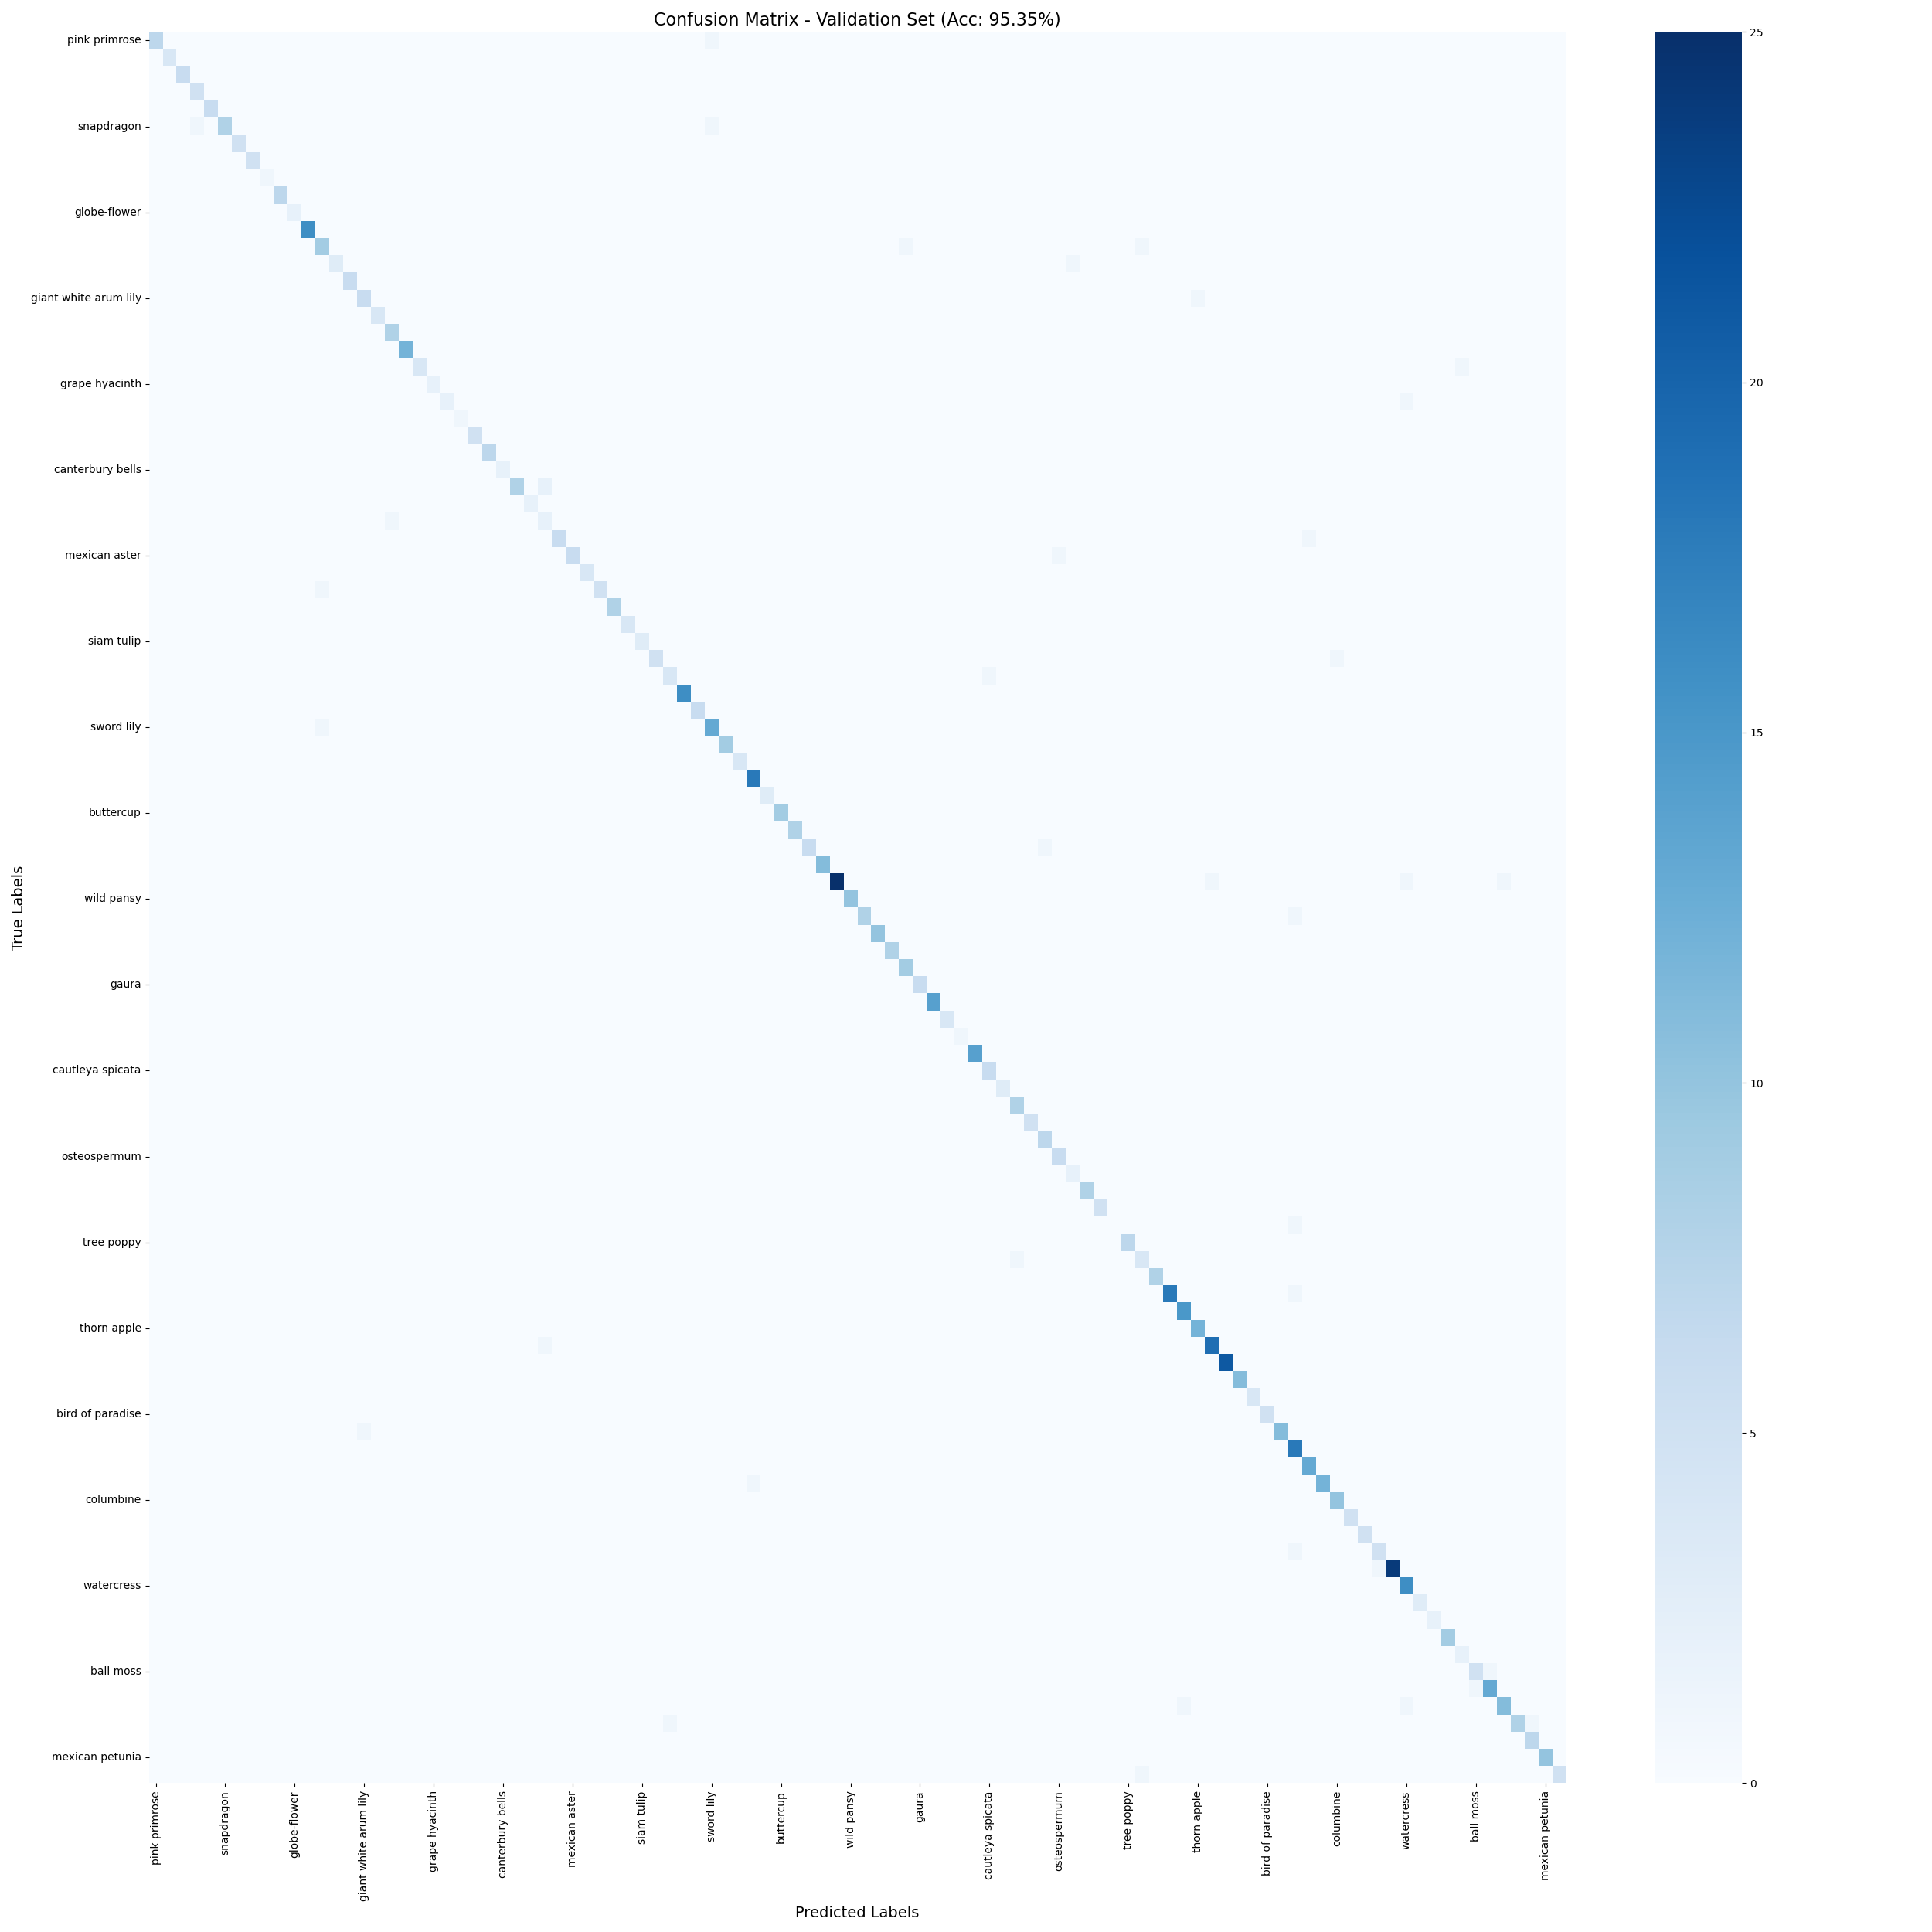 Confusion Matrix - Validation Set (Acc: 95.35%)
True Labels
pink primrose
snapdragon
globe-flower
giant white arum lily
grape hyacinth
canterbury bells
mexican aster
siam tulip
sword lily
buttercup
wild pansy
gaura
cautleya spicata
osteospermum
tree poppy
thorn apple
bird of paradise
columbine
watercress
ball moss
mexican petunia
pink primrose
snapdragon
globe-flower
giant white arum lily
grape hyacinth
canterbury bells
mexican aster
siam tulip
sword lily
buttercup
wild pansy
gaura
cautleya spicata
osteospermum
tree poppy
thorn apple
bird of paradise
columbine
watercress
ball moss
mexican petunia
Predicted Labels
25
20
15
10
5
0